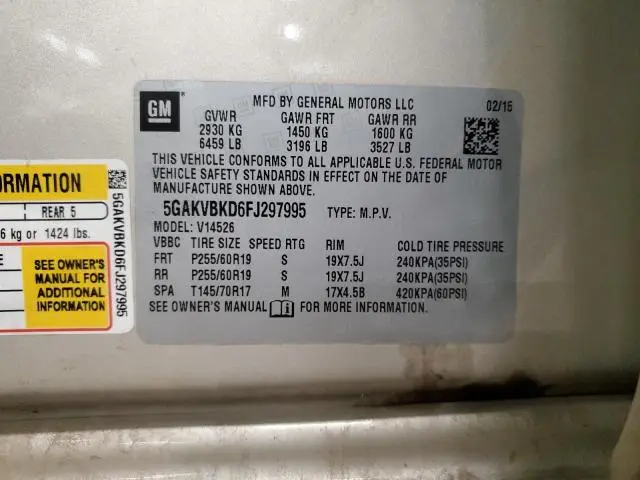 GM
MFD BY GENERAL MOTORS LLC 02/15
GVWR GAWR FRT GAWR RR
2930 KG 1450 KG 1600 KG
6459 LB 3196 LB 3527 LB
THIS VEHICLE CONFORMS TO ALL APPLICABLE U.S. FEDERAL MOTOR
VEHICLE SAFETY STANDARDS IN EFFECT ON THE DATE OF
MANUFACTURE SHOWN ABOVE.
5GAKVBKD6FJ297995 TYPE: M.P.V.
MODEL: V14526
VBBC TIRE SIZE SPEED RTG RIM COLD TIRE PRESSURE
FRT P255/60R19 S 19X7.5J 240KPA(35PSI)
RR P255/60R19 S 19X7.5J 240KPA(35PSI)
SPA T145/70R17 M 17X4.5B 420KPA(60PSI)
SEE OWNER'S MANUAL FOR MORE INFORMATION.
ORMATION
REAR 5
6 kg or 1424 lbs.
E
SEE OWNER'S
MANUAL FOR
ADDITIONAL
INFORMATION
5GAKVBKD6FJ297995